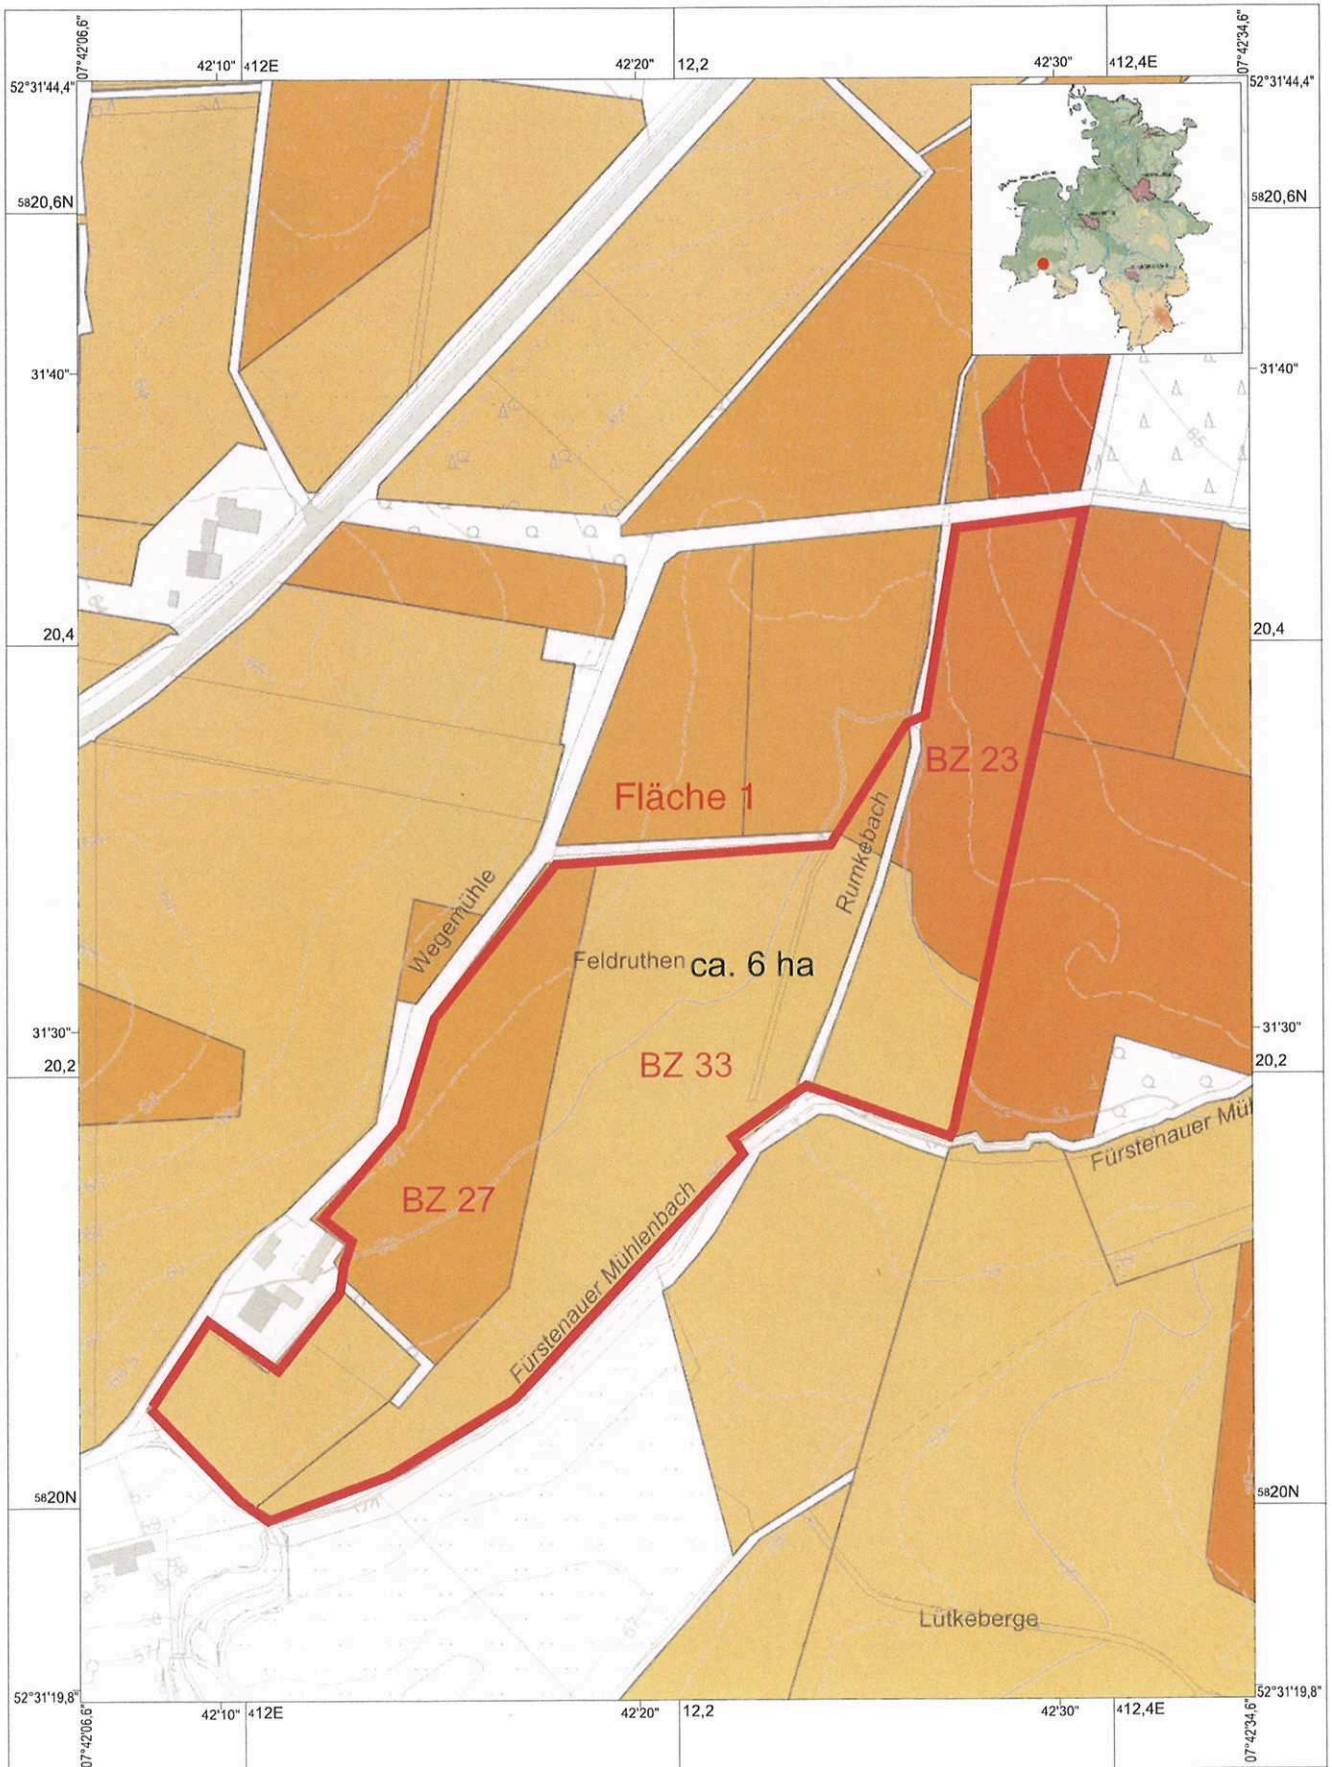 07°42'06,6"
42'10"
412E
42'20"
12,2
42'30"
412,4E
07°42'34,6"
52°31'44,4"
52°31'44,4"
5820,6N
5820,6N
31'40"
31'40"
65
20,4
20,4
BZ 23
Fläche 1
Rumkebach
Wegemühle
Feldruthen
ca. 6 ha
31'30"
31'30"
20,2
20,2
BZ 33
Fürstenauer Mü
BZ 27
Fürstenauer Mühlenbach
5820N
5820N
57
Lütkeberge
52°31'19,8"
52°31'19,8"
07°42'06,6"
42'10"
412E
42'20"
12,2
42'30"
412,4E
07°42'34,6"